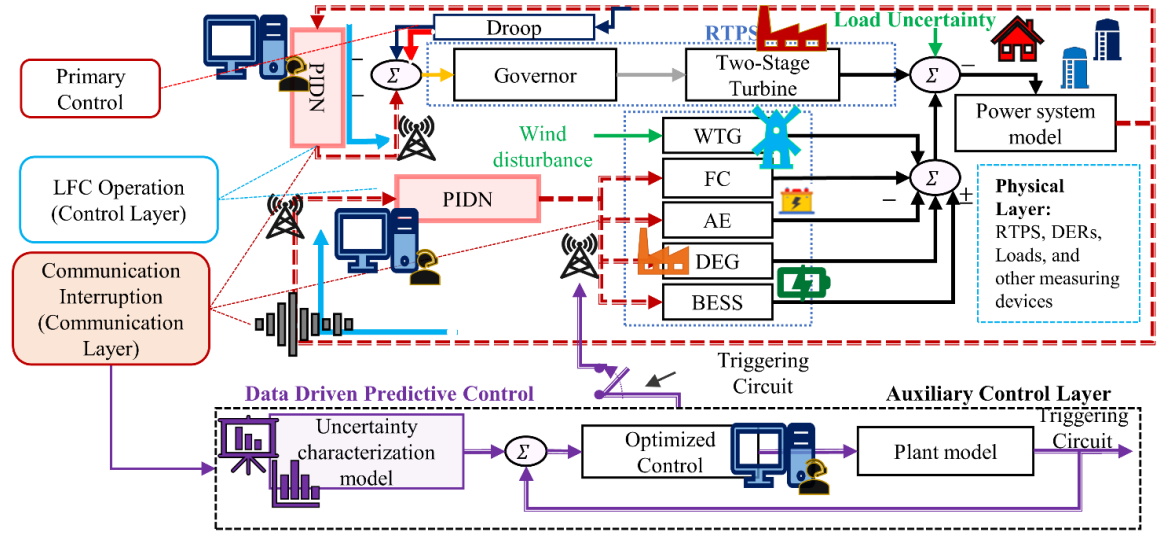 Droop
RTPS
Load Uncertainty
Primary
Control
PIDN
−
−
Σ
Governor
Two-Stage
Turbine
Σ
−
Power system
model
Wind
disturbance
WTG
FC
AE
DEG
BESS
−
Σ
±
LFC Operation
(Control Layer)
PIDN
Physical
Layer:
RTPS, DERs,
Loads, and
other measuring
devices
Communication
Interruption
(Communication
Layer)
Triggering
Circuit
Data Driven Predictive Control
Auxiliary Control Layer
Uncertainty
characterization
model
Σ
Optimized
Control
Plant model
Triggering
Circuit